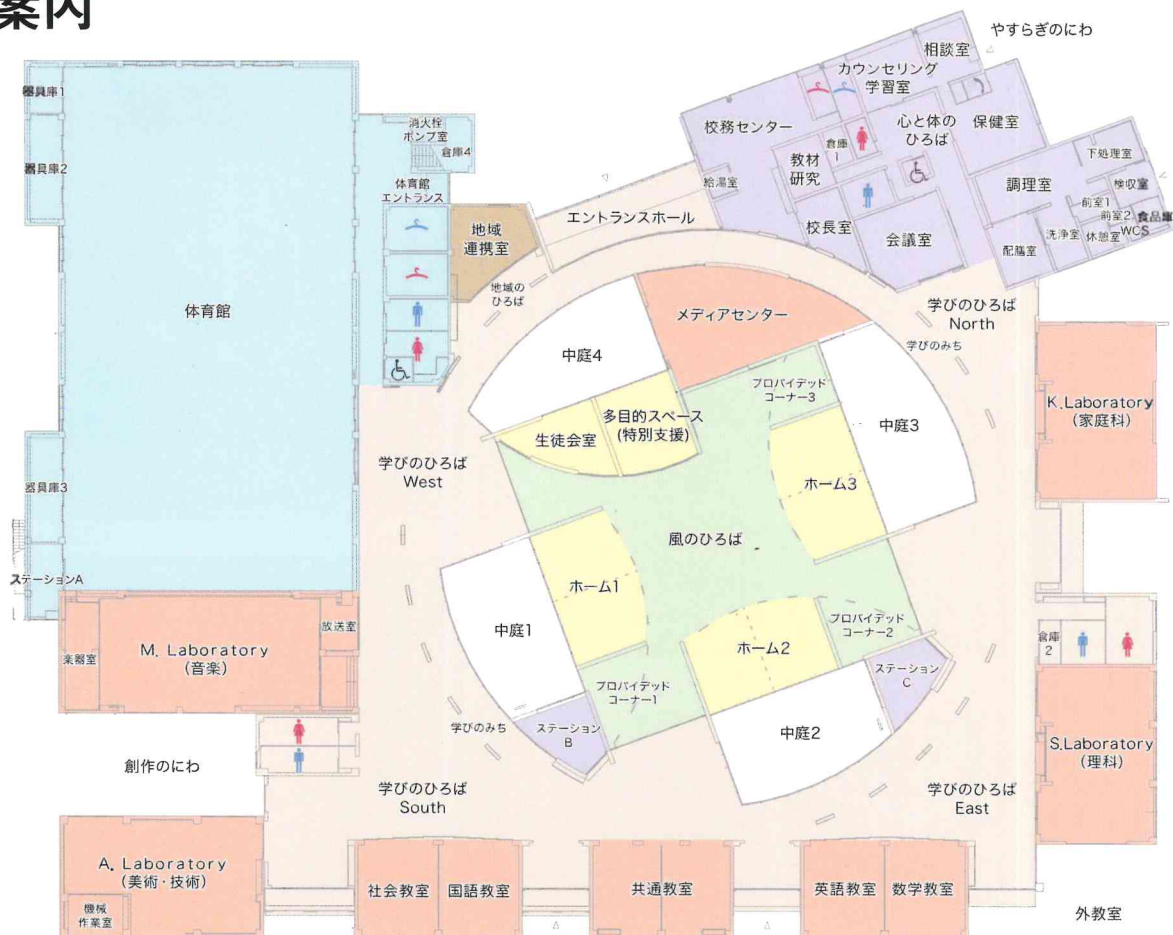 案内
やすらぎのにわ
相談室
カウンセリング
学習室
器具庫1
校務センター
心と体の
ひろば
保健室
消火栓
ポンプ室
倉庫4
倉庫
1
教材
研究
下処理室
器具庫2
給湯室
調理室
検収室
体育館
エントランス
前室1
前室2
食品庫
エントランスホール
校長室
会議室
洗浄室
休憩室
WCS
地域
連携室
配膳室
地域の
ひろば
体育館
学びのひろば
North
メディアセンター
学びのみち
中庭4
プロバイデッド
コーナー3
K.Laboratory
(家庭科)
多目的スペース
(特別支援)
生徒会室
中庭3
学びのひろば
West
ホーム3
器具庫3
風のひろば
ステーションA
ホーム1
放送室
中庭1
プロバイデッド
コーナー2
倉庫
2
M. Laboratory
(音楽)
楽器室
ホーム2
ステーション
C
プロバイデッド
コーナー1
学びのみち
ステーション
B
中庭2
S.Laboratory
(理科)
創作のにわ
学びのひろば
South
学びのひろば
East
A. Laboratory
(美術・技術)
社会教室
国語教室
共通教室
英語教室
数学教室
機械
作業室
外教室